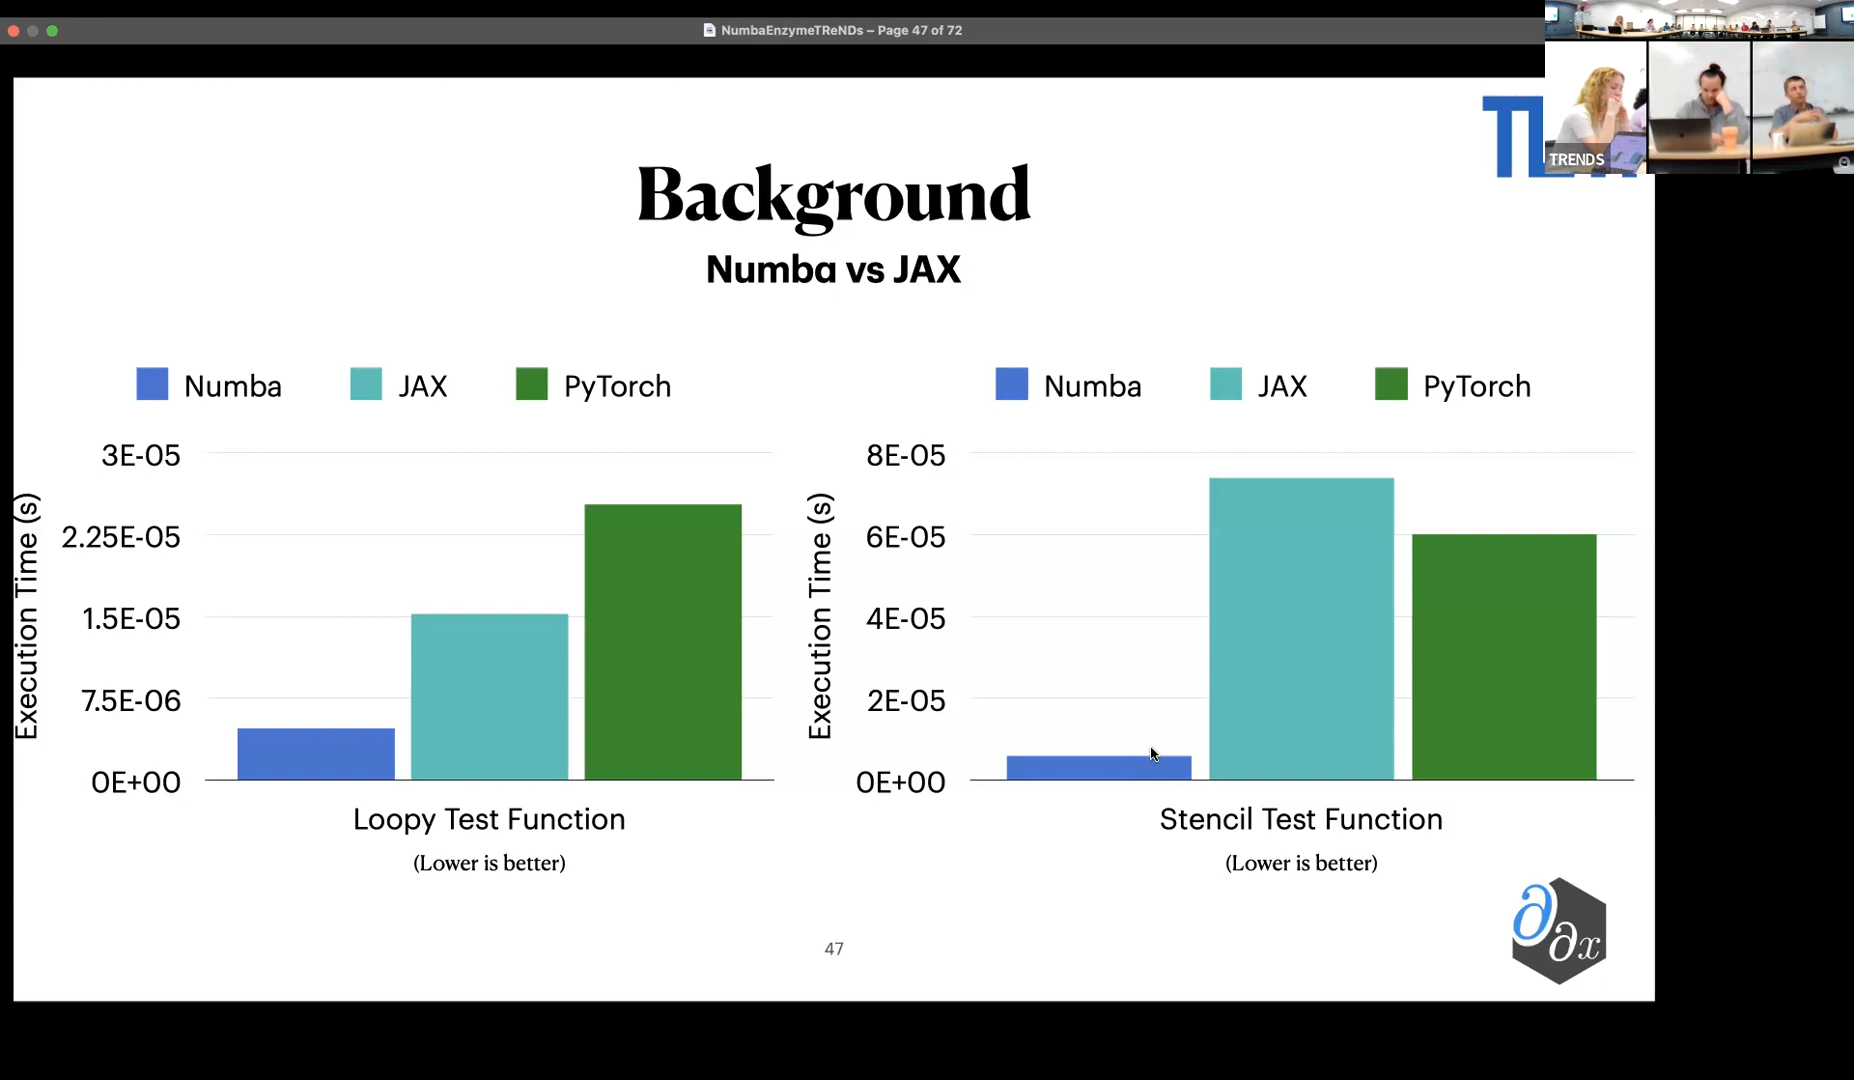 NumbaEnzymeTReNDs – Page 47 of 72
TRENDS
Background
Numba vs JAX
Numba JAX PyTorch
3E-05
2.25E-05
1.5E-05
7.5E-06
0E+00
Execution Time (s)
Loopy Test Function
(Lower is better)
Numba JAX PyTorch
8E-05
6E-05
4E-05
2E-05
0E+00
Execution Time (s)
Stencil Test Function
(Lower is better)
47
∂
∂x